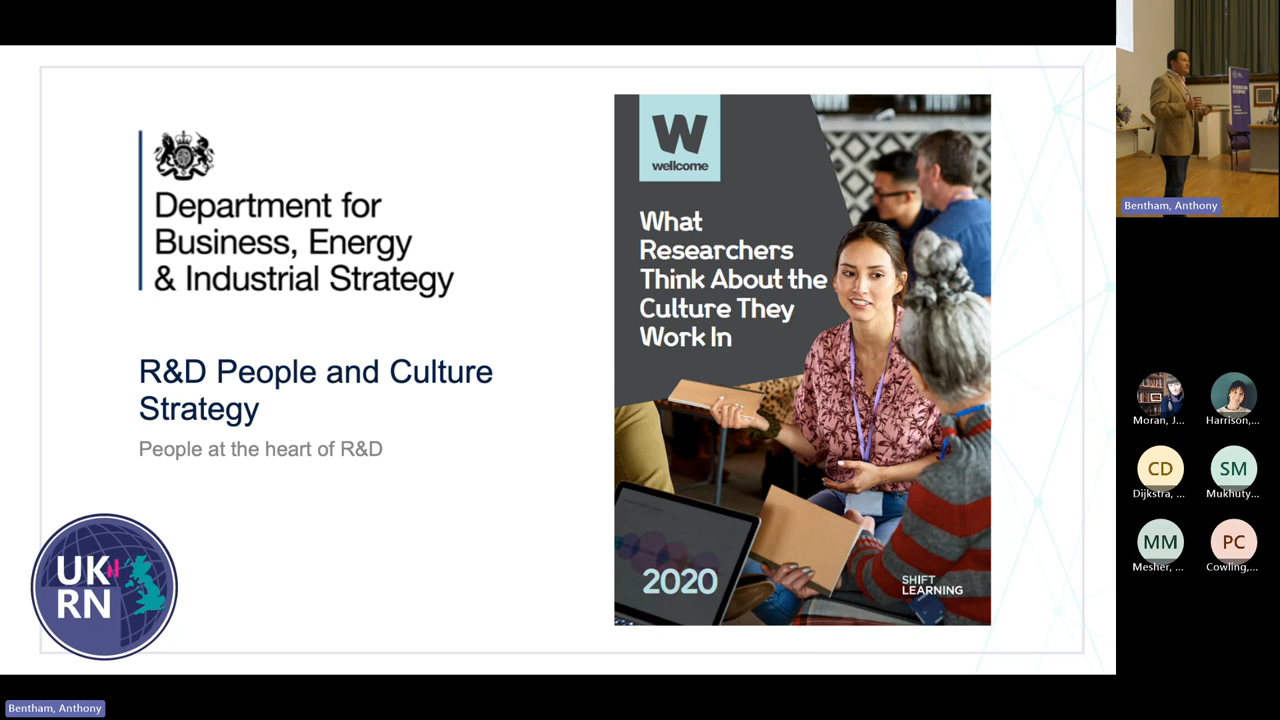 Department for
Business, Energy
& Industrial Strategy
R&D People and Culture
Strategy
People at the heart of R&D
UK
RN
W
wellcome
What
Researchers
Think About the
Culture They
Work In
2020
SHIFT
LEARNING
Bentham, Anthony
Moran, J...
Harrison,...
CD
Dijkstra, ...
SM
Mukhuty...
MM
Mesher, ...
PC
Cowling,...
Bentham, Anthony